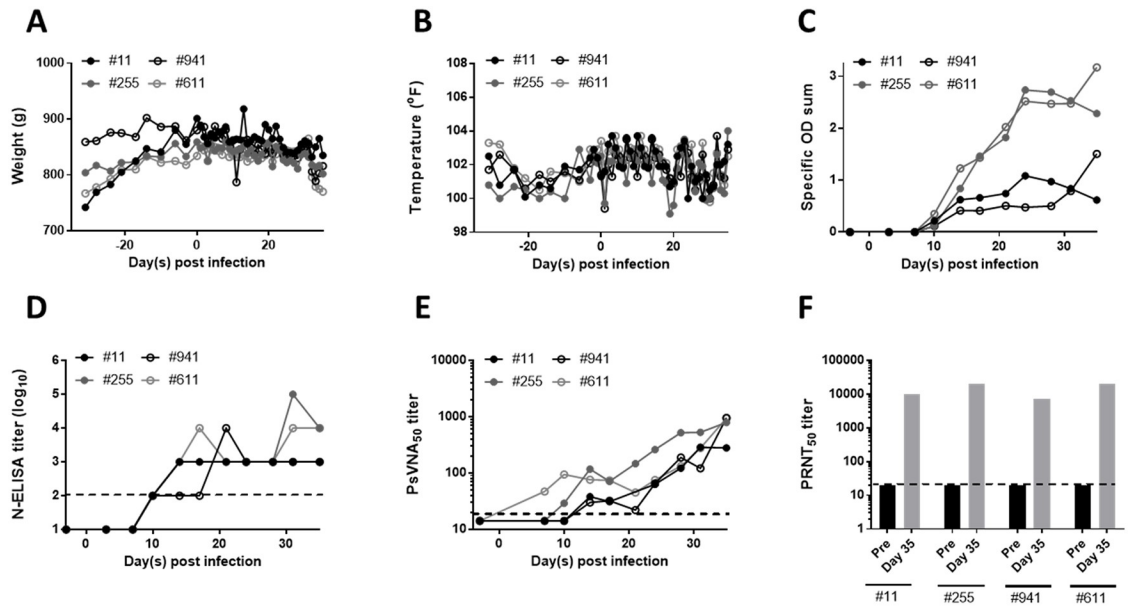 A
#11 #941
#255 #611
Weight (g)
1000
900
800
700
-20 0 20
Day(s) post infection
B
#11 #941
#255 #611
Temperature (⁰F)
108
106
104
102
100
98
-20 0 20
Day(s) post infection
C
#11 #941
#255 #611
Specific OD sum
3
2
1
0
0 10 20 30
Day(s) post infection
D
#11 #941
#255 #611
N-ELISA titer (log₁₀)
6
5
4
3
2
1
0 10 20 30
Day(s) post infection
E
#11 #941
#255 #611
PsVNA₅₀ titer
10000
1000
100
10
0 10 20 30
Day(s) post infection
F
PRNT₅₀ titer
100000
10000
1000
100
10
1
Pre Day 35 Pre Day 35 Pre Day 35 Pre Day 35
#11 #255 #941 #611